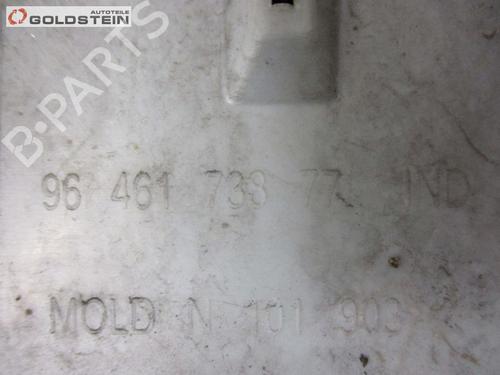 AUTOTEILE
GOLDSTEIN
B-PARTS
96 461 733 77 IND
MOLD N 101 903